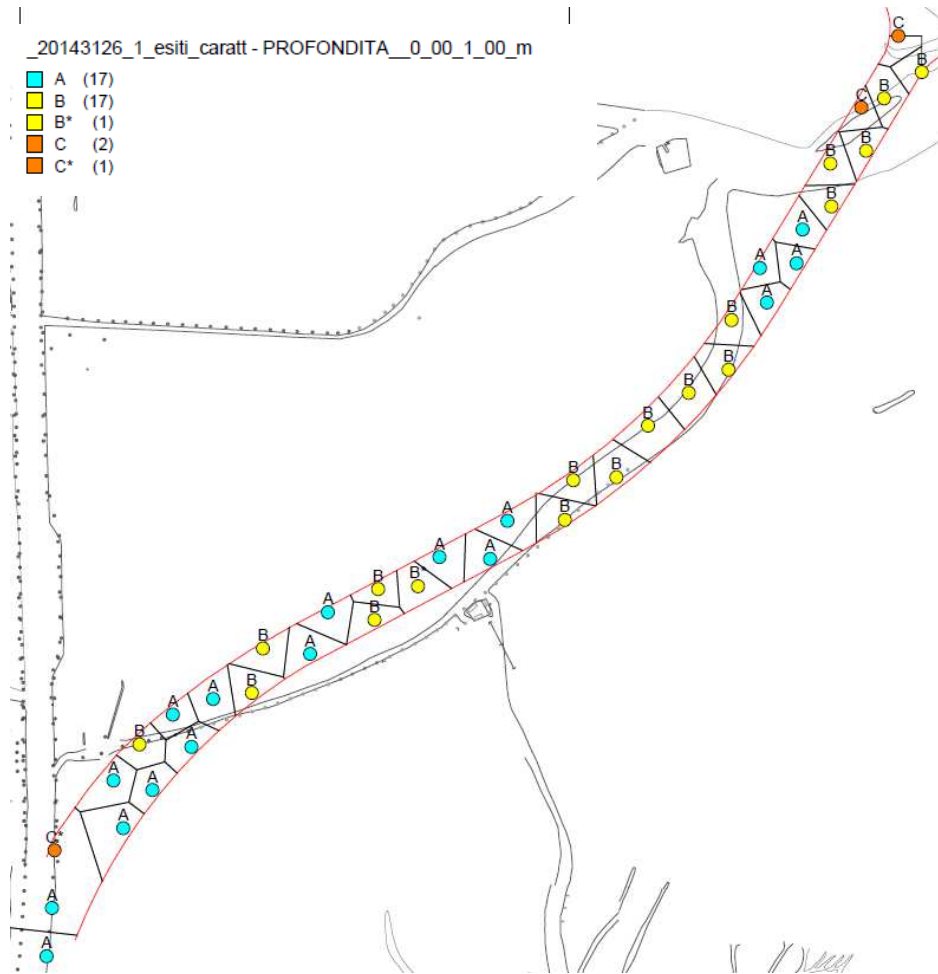 _20143126_1_esiti_caratt - PROFONDITA__0_00_1_00_m
A (17)
B (17)
B* (1)
C (2)
C* (1)
C
B
C
B
B
B
B
A
A
A
A
B
B
B
B
B
B
B
A
A
A
B
B*
B
A
A
B
B
A
A
B
A
A
A
A
C*
A
A